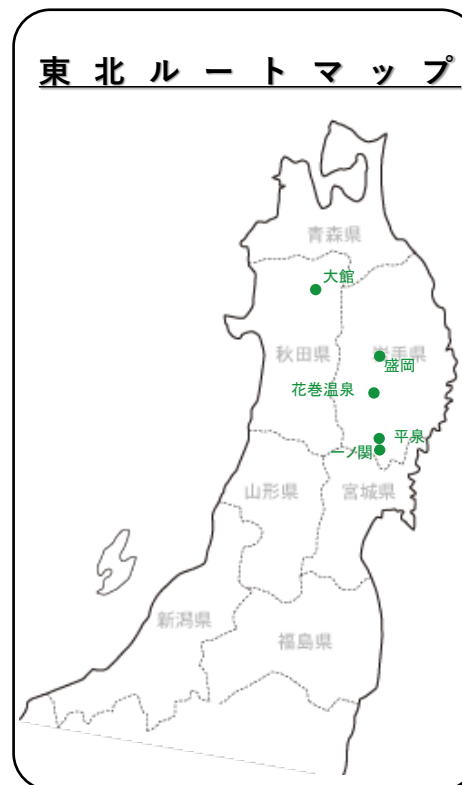 東北ルートマップ
青森県
大館
秋田県
岩手県
盛岡
花巻温泉
平泉
一ノ関
山形県
宮城県
新潟県
福島県